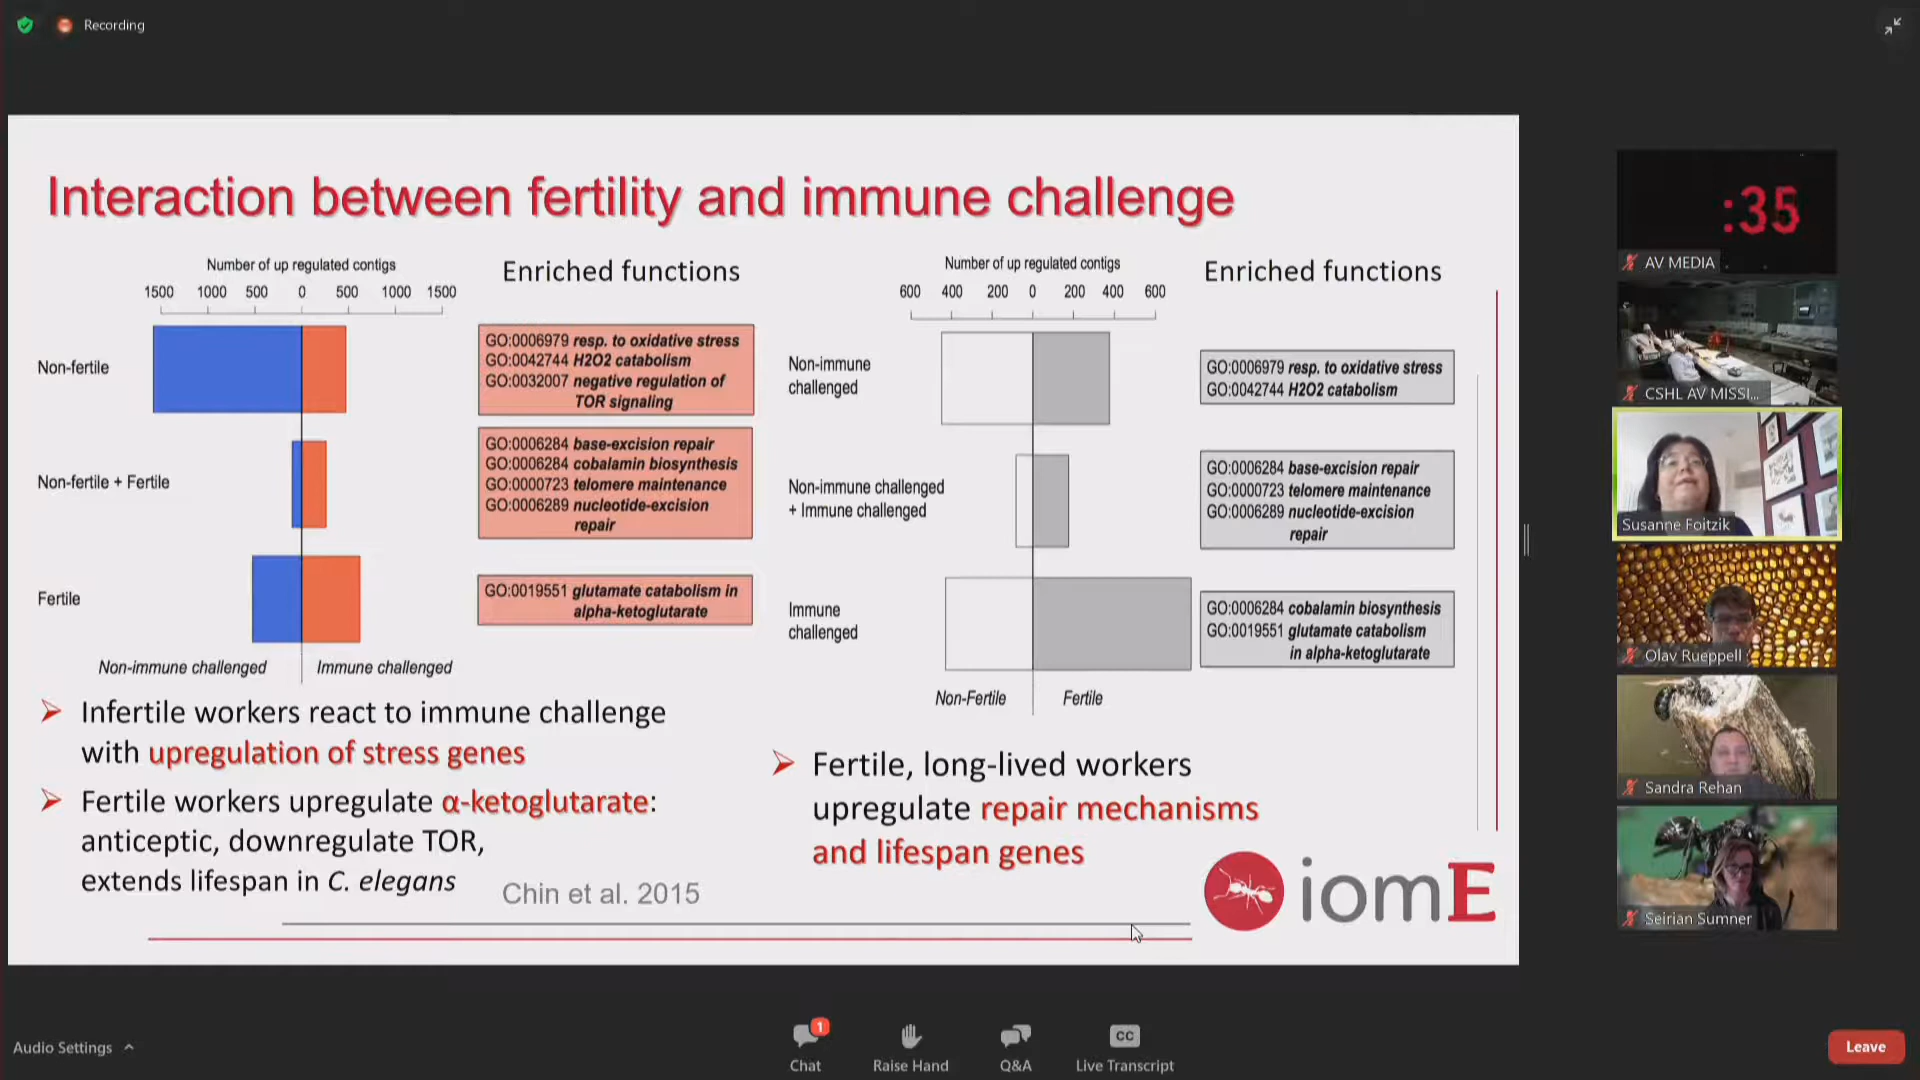 Recording
Interaction between fertility and immune challenge
Number of up regulated contigs
1500 1000 500 0 500 1000 1500
Enriched functions
Non-fertile
GO:0006979 resp. to oxidative stress
GO:0042744 H2O2 catabolism
GO:0032007 negative regulation of
TOR signaling
Non-fertile + Fertile
GO:0006284 base-excision repair
GO:0006284 cobalamin biosynthesis
GO:0000723 telomere maintenance
GO:0006289 nucleotide-excision
repair
Fertile
GO:0019551 glutamate catabolism in
alpha-ketoglutarate
Non-immune challenged Immune challenged
Number of up regulated contigs
600 400 200 0 200 400 600
Enriched functions
Non-immune
challenged
GO:0006979 resp. to oxidative stress
GO:0042744 H2O2 catabolism
Non-immune challenged
+ Immune challenged
GO:0006284 base-excision repair
GO:0000723 telomere maintenance
GO:0006289 nucleotide-excision
repair
Immune
challenged
GO:0006284 cobalamin biosynthesis
GO:0019551 glutamate catabolism
in alpha-ketoglutarate
Non-Fertile Fertile
Infertile workers react to immune challenge
with upregulation of stress genes
Fertile workers upregulate α-ketoglutarate:
anticeptic, downregulate TOR,
extends lifespan in C. elegans
Chin et al. 2015
Fertile, long-lived workers
upregulate repair mechanisms
and lifespan genes
iomE
:35
AV MEDIA
CSHL AV MISSI...
Susanne Foitzik
Olav Rueppell
Sandra Rehan
Seirian Sumner
Audio Settings
1
Chat
Raise Hand
Q&A
CC
Live Transcript
Leave